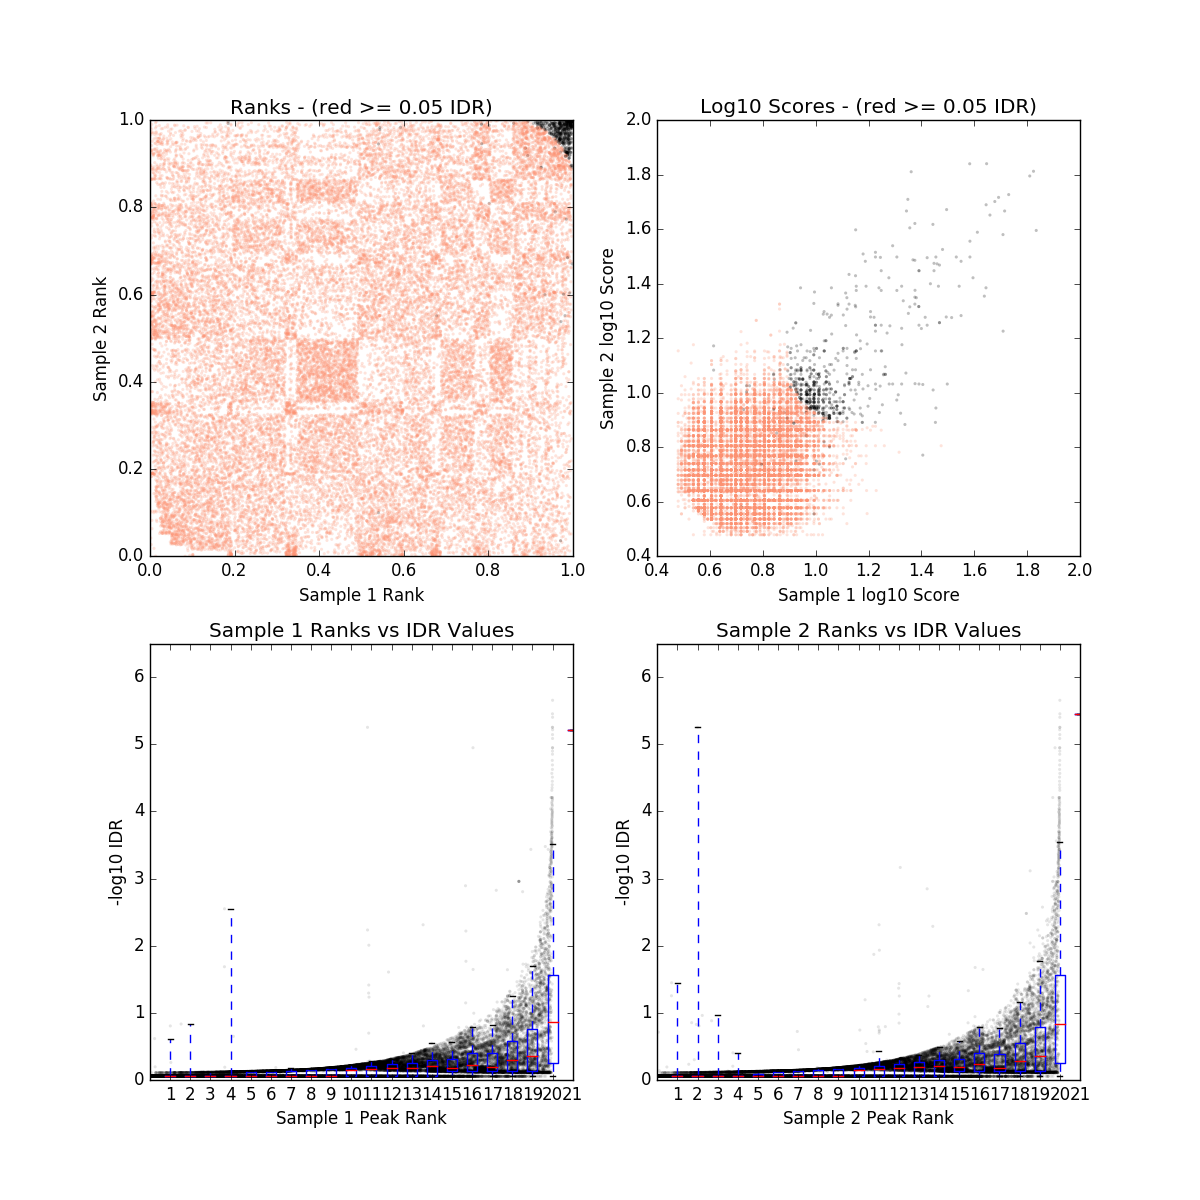 Ranks - (red >= 0.05 IDR)
1.0
0.8
0.6
0.4
0.2
0.0
Sample 2 Rank
0.0 0.2 0.4 0.6 0.8 1.0
Sample 1 Rank
Log10 Scores - (red >= 0.05 IDR)
2.0
1.8
1.6
1.4
1.2
1.0
0.8
0.6
0.4
Sample 2 log10 Score
0.4 0.6 0.8 1.0 1.2 1.4 1.6 1.8 2.0
Sample 1 log10 Score
Sample 1 Ranks vs IDR Values
6
5
4
3
2
1
0
-log10 IDR
1 2 3 4 5 6 7 8 9 10 11 12 13 14 15 16 17 18 19 20 21
Sample 1 Peak Rank
Sample 2 Ranks vs IDR Values
6
5
4
3
2
1
0
-log10 IDR
1 2 3 4 5 6 7 8 9 10 11 12 13 14 15 16 17 18 19 20 21
Sample 2 Peak Rank